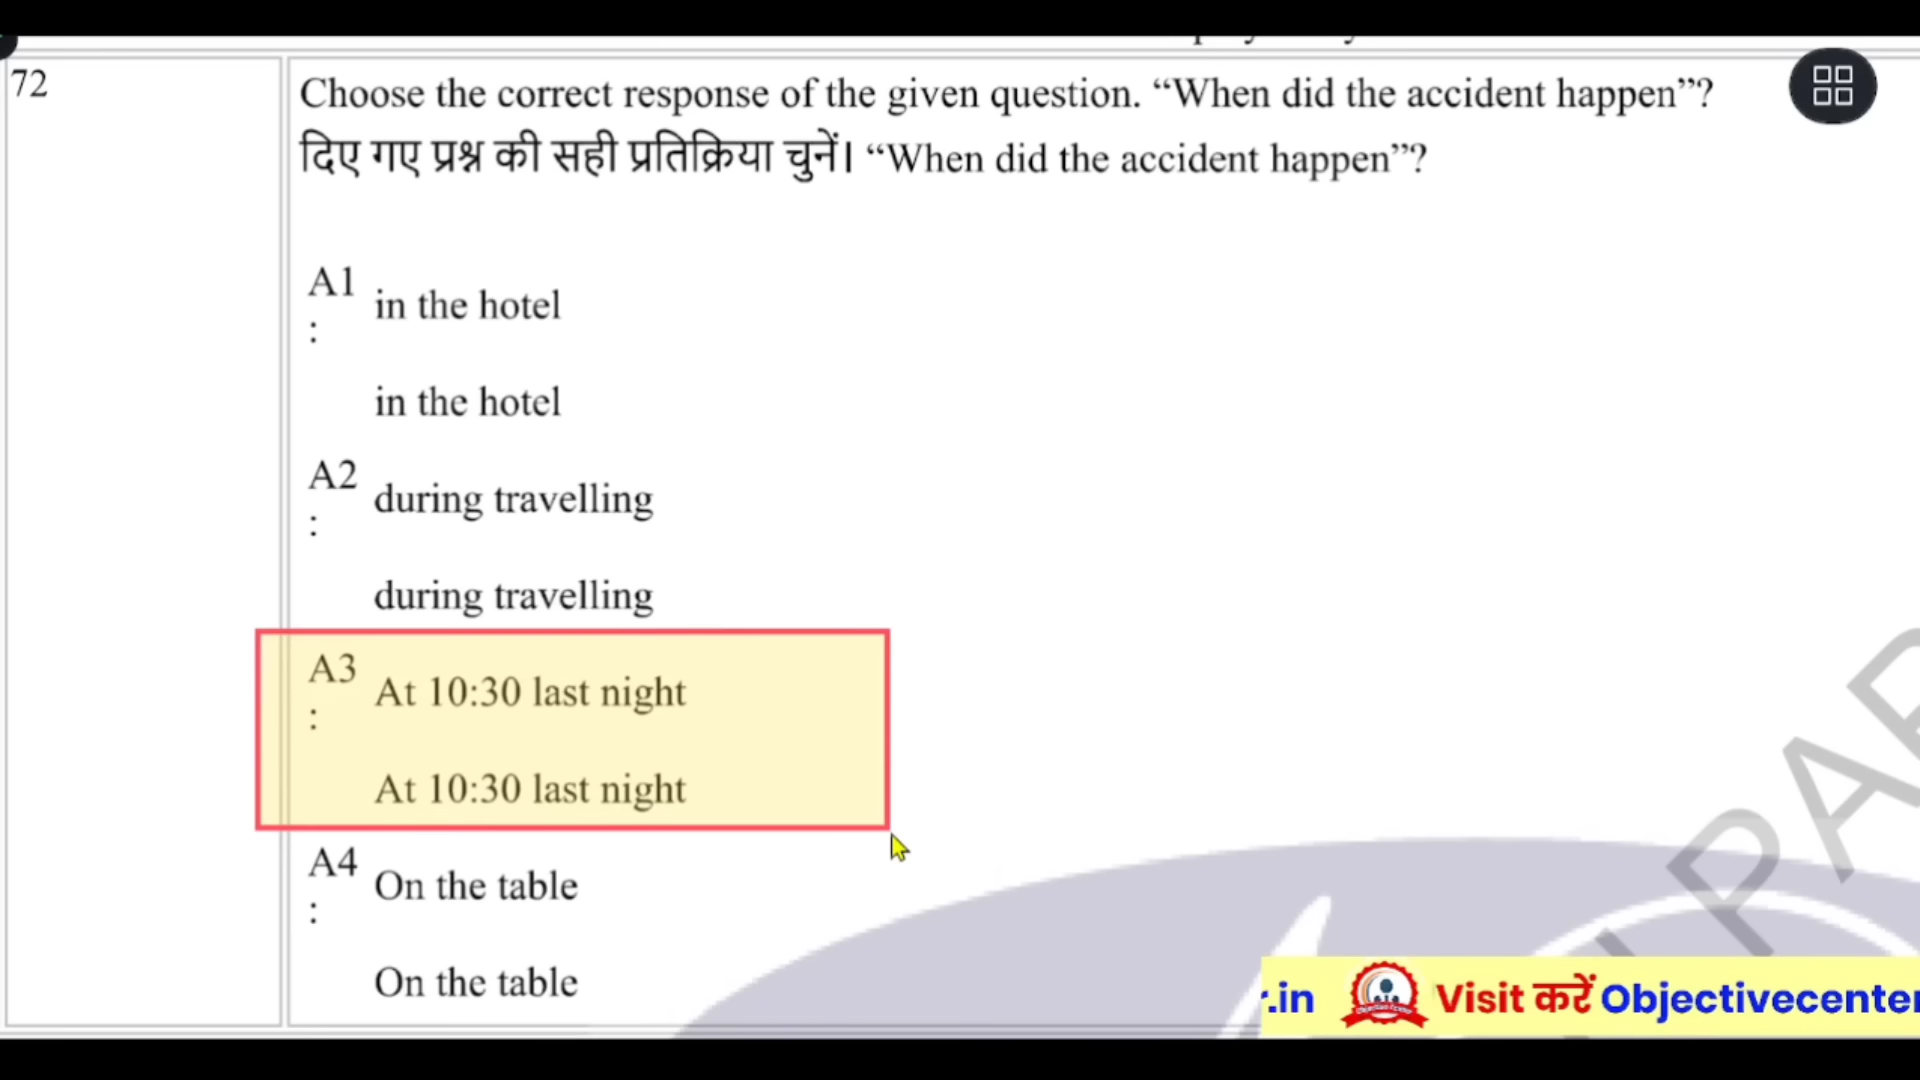 72
Choose the correct response of the given question. “When did the accident happen”?
दिए गए प्रश्न की सही प्रतिक्रिया चुनें। “When did the accident happen”?
A1
:
in the hotel
in the hotel
A2
:
during travelling
during travelling
A3
:
At 10:30 last night
At 10:30 last night
A4
:
On the table
On the table
r.in Visit करें Objectivecenter